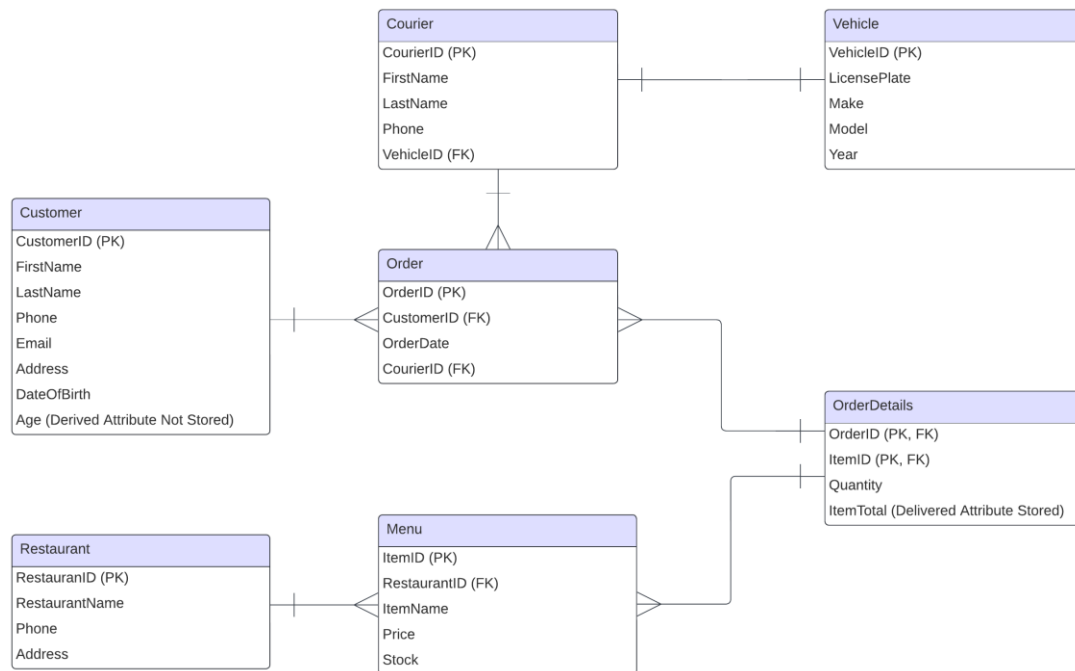 Courier
CourierID (PK)
FirstName
LastName
Phone
VehicleID (FK)
Vehicle
VehicleID (PK)
LicensePlate
Make
Model
Year
Customer
CustomerID (PK)
FirstName
LastName
Phone
Email
Address
DateOfBirth
Age (Derived Attribute Not Stored)
Order
OrderID (PK)
CustomerID (FK)
OrderDate
CourierID (FK)
OrderDetails
OrderID (PK, FK)
ItemID (PK, FK)
Quantity
ItemTotal (Delivered Attribute Stored)
Restaurant
RestauranID (PK)
RestaurantName
Phone
Address
Menu
ItemID (PK)
RestaurantID (FK)
ItemName
Price
Stock